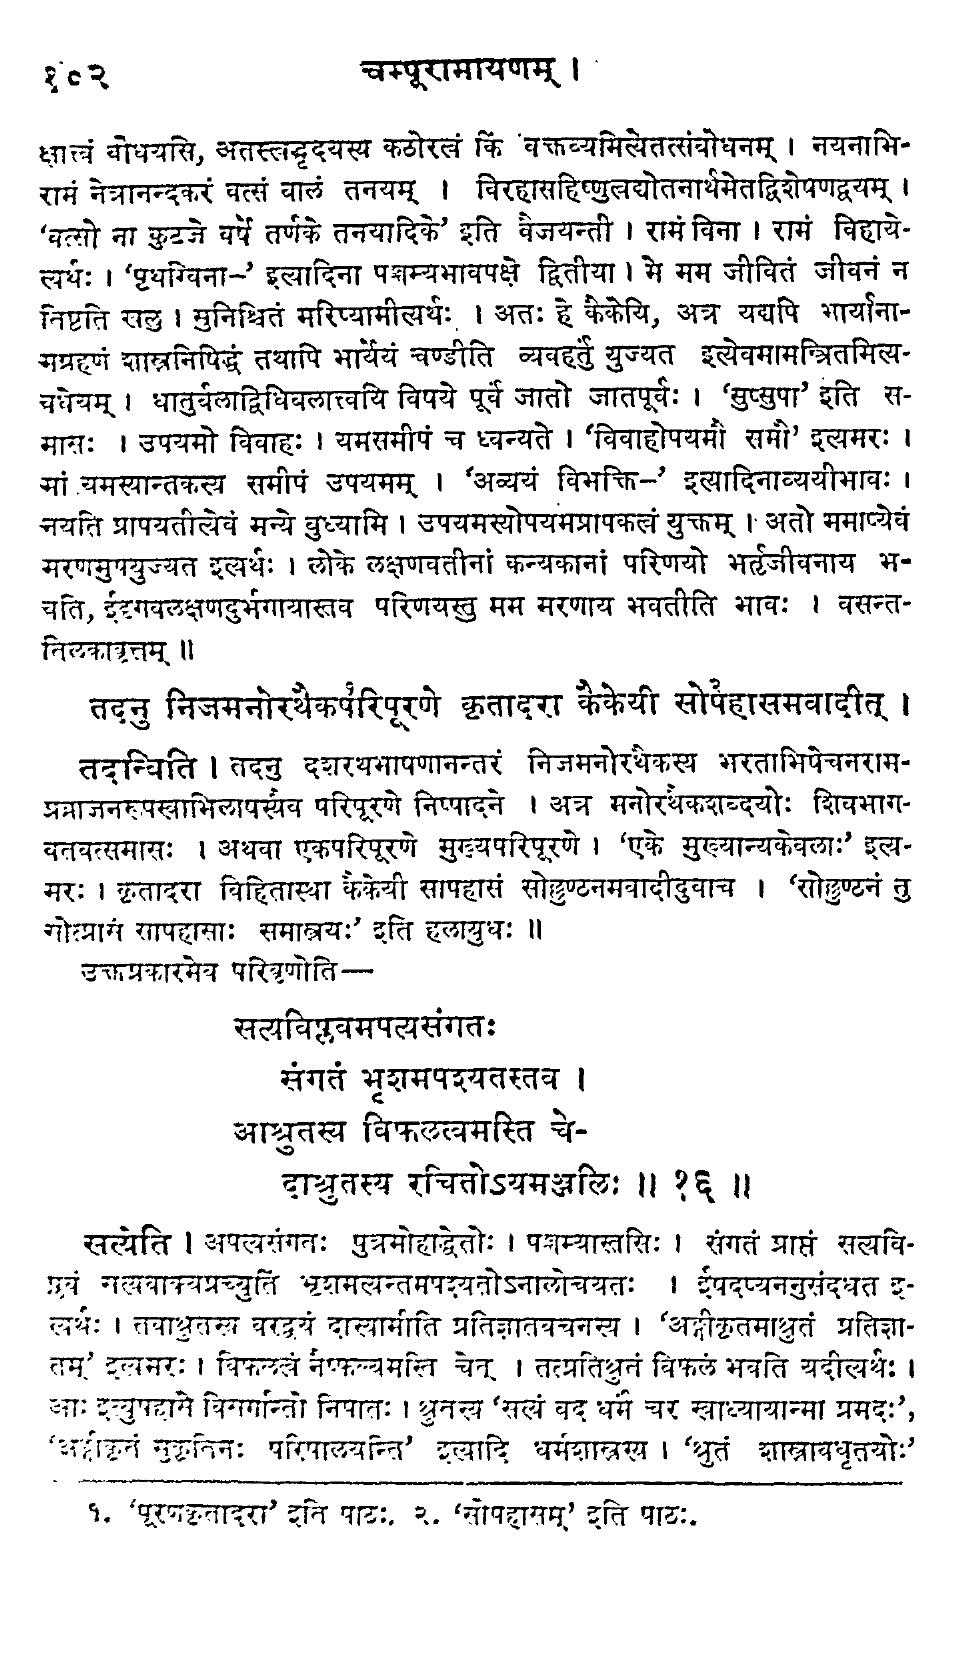 १०२ चम्पूरामायणम् ।
क्षात्त्वं बोधयसि, अतस्त्वद्धृदयस्य कठोरत्वं किं वक्तव्यमित्येतत्संबोधनम् । नयनाभि-
रामं नेत्रानन्दकरं वत्सं बालं तनयम् । विरहासहिष्णुत्वद्योतनार्थमेतद्विशेषणद्वयम् ।
‘वत्सो ना कुटजे वर्षे तर्णके तनयादिके’ इति वैजयन्ती । रामं विना । रामं विहाये-
त्यर्थः । ‘पृथग्विना–’ इत्यादिना पञ्चम्यभावपक्षे द्वितीया । मे मम जीवितं जीवनं न
तिष्ठति खलु । सुनिश्चितं मरिष्यामीत्यर्थः । अतः हे कैकेयि, अत्र यद्यपि भार्याना-
मग्रहणं शास्त्रनिषिद्धं तथापि भार्येयं चण्डीति व्यवहर्तुं युज्यत इत्येवमामन्त्रितमित्य-
वधेयम् । धातुर्बलाद्विधिबलात्त्वयि विषये पूर्वं जातो जातपूर्वः । ‘सुप्सुपा’ इति स-
मासः । उपयमो विवाहः । यमसमीपं च ध्वन्यते । ‘विवाहोपयमौ समौ’ इत्यमरः ।
मां यमस्यान्तकस्य समीपं उपयमम् । ‘अव्ययं विभक्ति–’ इत्यादिनाव्ययीभावः ।
नयति प्रापयतीत्येवं मन्ये बुध्यामि । उपयमस्योपयमप्रापकत्वं युक्तम् । अतो ममाप्येवं
मरणमुपयुज्यत इत्यर्थः । लोके लक्षणवतीनां कन्यकानां परिणयो भर्तृजीवनाय भ-
वति, ईदृगवलक्षणदुर्भगायास्तव परिणयस्तु मम मरणाय भवतीति भावः । वसन्त-
तिलकावृत्तम् ॥
तदनु निजमनोरथैकपरिपूरणे कृतादरा कैकेयी सोपहासमवादीत् ।
तदन्विति । तदनु दशरथभाषणानन्तरं निजमनोरथैकस्य भरताभिषेचनराम-
प्रव्राजनरूपस्वाभिलाषस्यैव परिपूरणे निष्पादने । अत्र मनोरथैकशब्दयोः शिवभाग-
वतवत्समासः । अथवा एकपरिपूरणे मुख्यपरिपूरणे । ‘एके मुख्यान्यकेवलाः’ इत्य-
मरः । कृतादरा विहितास्था कैकेयी सापहासं सोल्लुण्ठनमवादीदुवाच । ‘सोल्लुण्ठनं तु
सोत्प्रासं सापहासाः समास्त्रयः’ इति हलायुधः ॥
उक्तप्रकारमेव परिवृणोति—
सत्यविप्लवमपत्यसंगतः
संगतं भृशमपश्यतस्तव ।
आश्रुतस्य विफलत्वमस्ति चे-
दाश्रुतस्य रचितोऽयमञ्जलिः ॥ १६ ॥
सत्येति । अपत्यसंगतः पुत्रमोहाद्धेतोः । पञ्चम्यास्तसिः । संगतं प्राप्तं सत्यवि-
प्लवं सत्यवाक्यप्रच्युतिं भृशमत्यन्तमपश्यतोऽनालोचयतः । ईषदप्यननुसंदधत इ-
त्यर्थः । तवाश्रुतस्य वरद्वयं दास्यामीति प्रतिज्ञातवचनस्य । ‘अङ्गीकृतमाश्रुतं प्रतिज्ञा-
तम्’ इत्यमरः । विफलत्वं नैष्फल्यमस्ति चेत् । तत्प्रतिश्रुतं विफलं भवति यदीत्यर्थः ।
आः इत्युपहासे विसर्गान्तो निपातः । श्रुतस्य ‘सत्यं वद धर्मं चर स्वाध्यायान्मा प्रमदः’,
‘अङ्गीकृतं सुकृतिनः परिपालयन्ति’ इत्यादि धर्मशास्त्रस्य । ‘श्रुतं शास्त्रावधृतयोः’
१. ‘पूरणकृतादरा’ इति पाठः. २. ‘सोपहासम्’ इति पाठः.